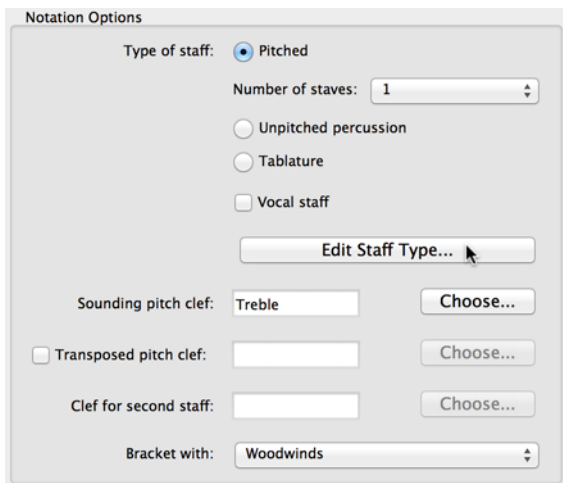 Notation Options
Type of staff: Pitched
Number of staves: 1
Unpitched percussion
Tablature
Vocal staff
Edit Staff Type...
Sounding pitch clef: Treble Choose...
Transposed pitch clef: Choose...
Clef for second staff: Choose...
Bracket with: Woodwinds